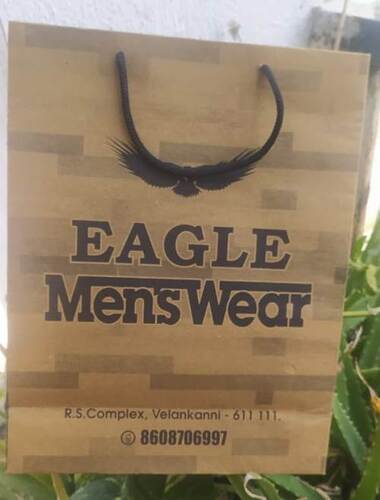 EAGLE
Men's Wear
R.S.Complex, Velankanni - 611 111.
8608706997